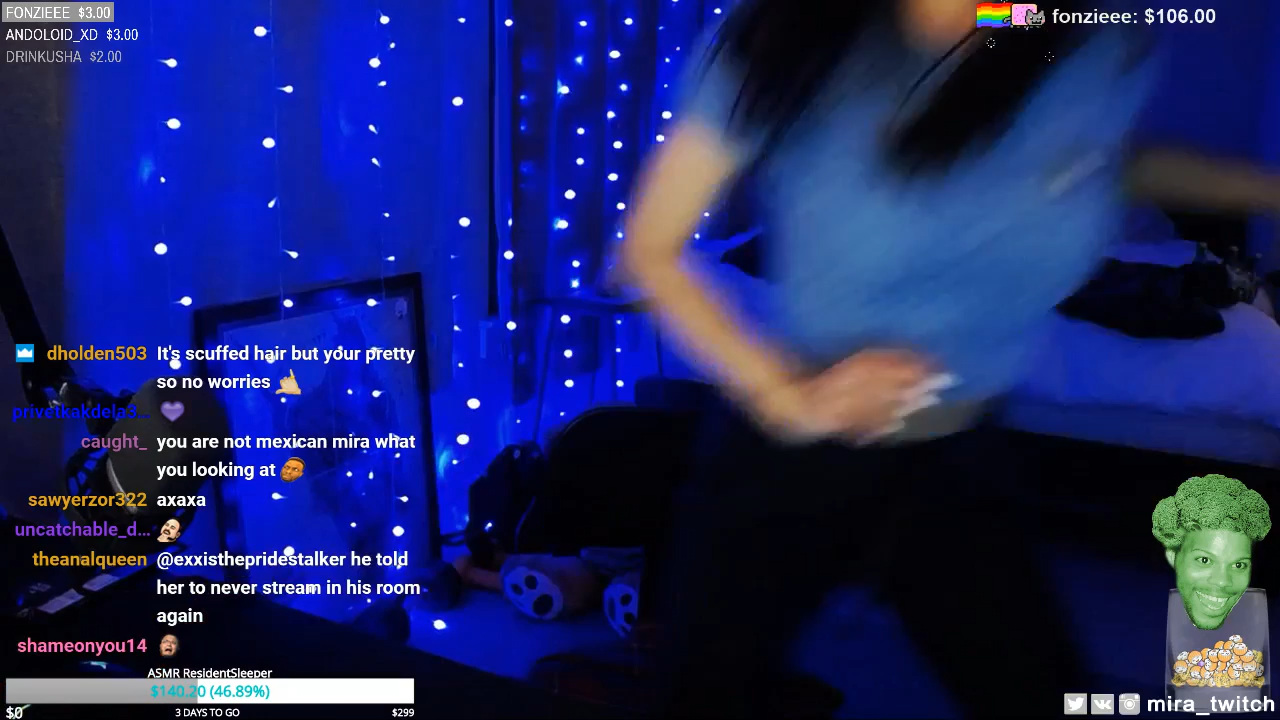 FONZIEEE $3.00
ANDOLOID_XD $3.00
DRINKUSHA $2.00
fonzieee: $106.00
dholden503 It's scuffed hair but your pretty
so no worries
privetkakdela3...
caught_ you are not mexican mira what
you looking at
sawyerzor322 axaxa
uncatchable_d...
theanalqueen @exxisthepridestalker he told
her to never stream in his room
again
shameonyou14
ASMR ResidentSleeper
$140.20 (46.89%)
$0 3 DAYS TO GO $299
mira_twitch